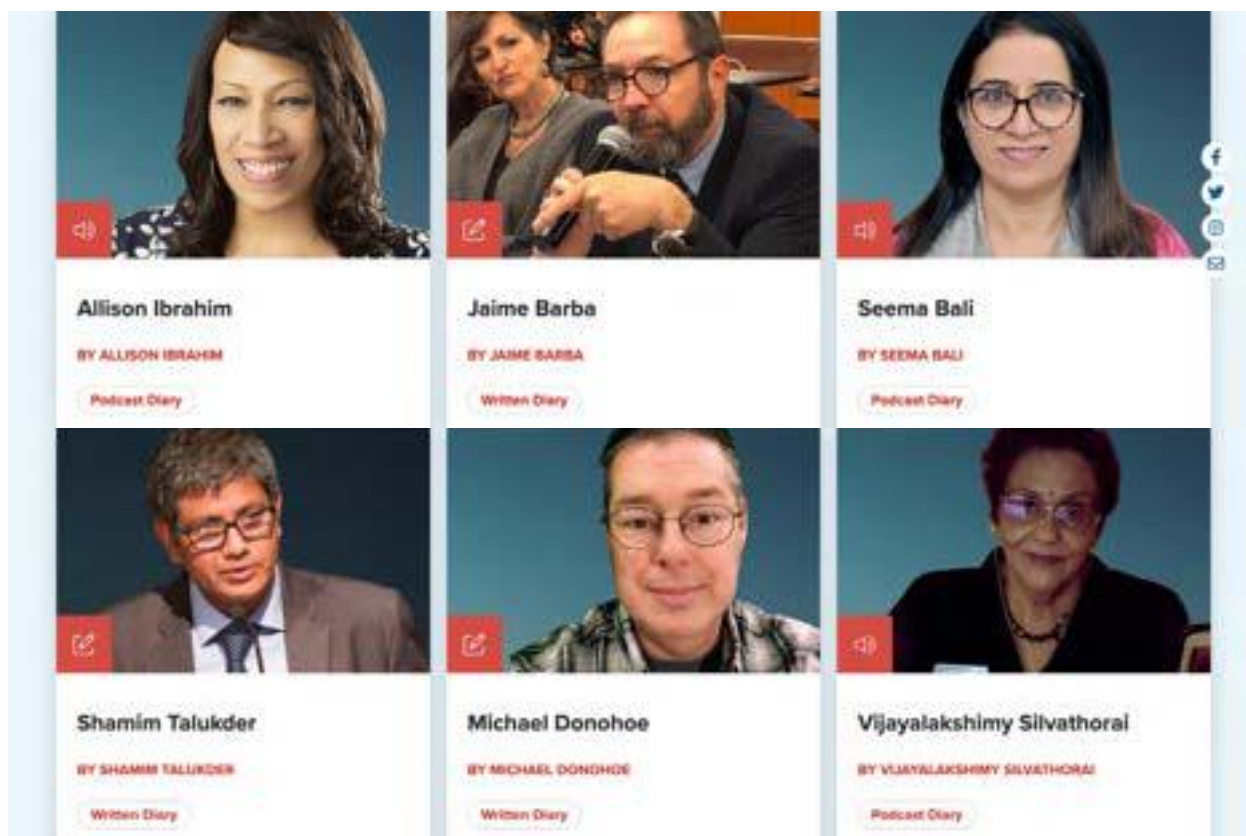 Allison Ibrahim
BY ALLISON IBRAHIM
Podcast Diary
Jaime Barba
BY JAIME BARBA
Written Diary
Seema Bali
BY SEEMA BALI
Podcast Diary
Shamim Talukder
BY SHAMIM TALUKDER
Written Diary
Michael Donohoe
BY MICHAEL DONOHOE
Written Diary
Vijayalakshimy Silvathorai
BY VIJAYALAKSHIMY SILVATHORAI
Podcast Diary